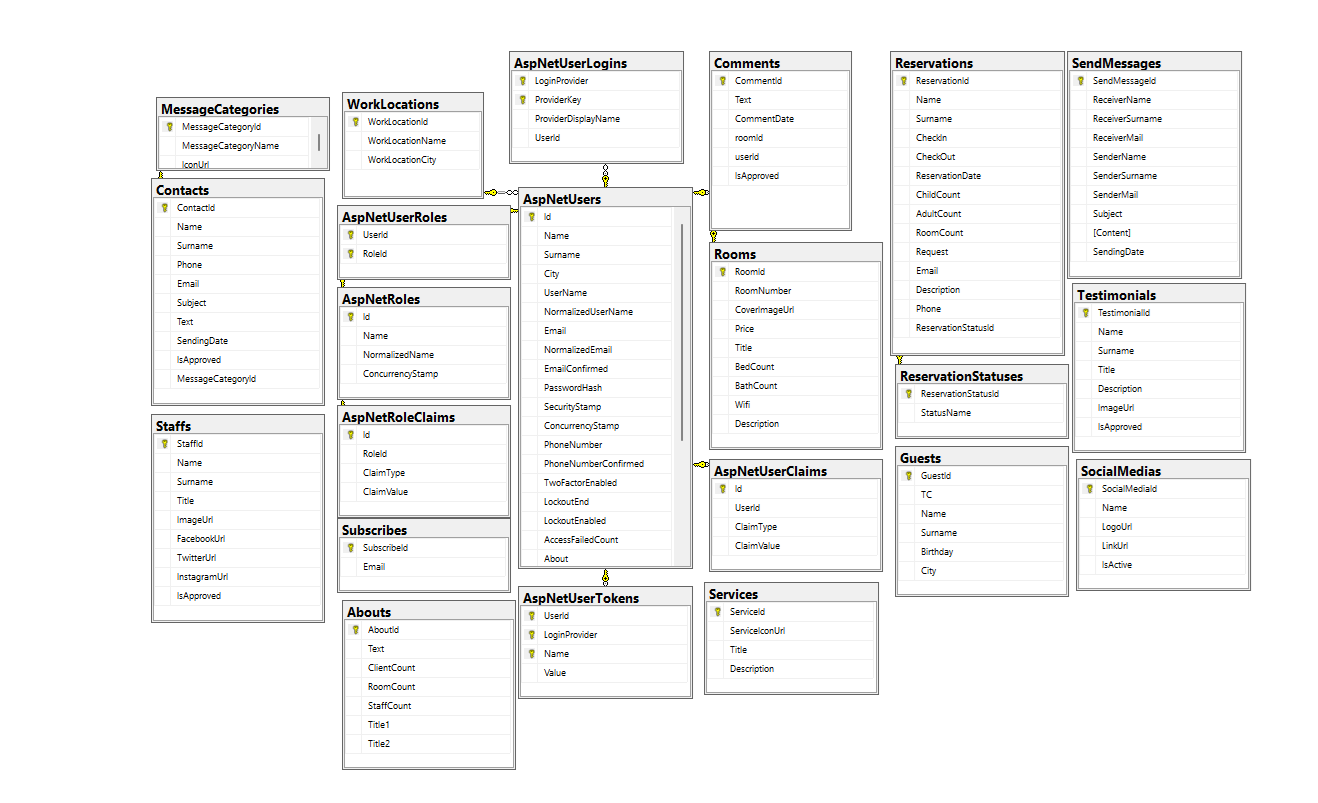 MessageCategories
MessageCategoryId
MessageCategoryName
IconUrl
Contacts
ContactId
Name
Surname
Phone
Email
Subject
Text
SendingDate
IsApproved
MessageCategoryId
Staffs
StaffId
Name
Surname
Title
ImageUrl
FacebookUrl
TwitterUrl
InstagramUrl
IsApproved
WorkLocations
WorkLocationId
WorkLocationName
WorkLocationCity
AspNetUserRoles
UserId
RoleId
AspNetRoles
Id
Name
NormalizedName
ConcurrencyStamp
AspNetRoleClaims
Id
RoleId
ClaimType
ClaimValue
Subscribes
SubscribeId
Email
Abouts
AboutId
Text
ClientCount
RoomCount
StaffCount
Title1
Title2
AspNetUserLogins
LoginProvider
ProviderKey
ProviderDisplayName
UserId
AspNetUsers
Id
Name
Surname
City
UserName
NormalizedUserName
Email
NormalizedEmail
EmailConfirmed
PasswordHash
SecurityStamp
ConcurrencyStamp
PhoneNumber
PhoneNumberConfirmed
TwoFactorEnabled
LockoutEnd
LockoutEnabled
AccessFailedCount
About
AspNetUserTokens
UserId
LoginProvider
Name
Value
Comments
CommentId
Text
CommentDate
roomId
userId
IsApproved
Rooms
RoomId
RoomNumber
CoverImageUrl
Price
Title
BedCount
BathCount
Wifi
Description
AspNetUserClaims
Id
UserId
ClaimType
ClaimValue
Services
ServiceId
ServiceIconUrl
Title
Description
Reservations
ReservationId
Name
Surname
CheckIn
CheckOut
ReservationDate
ChildCount
AdultCount
RoomCount
Request
Email
Description
Phone
ReservationStatusId
ReservationStatuses
ReservationStatusId
StatusName
Guests
GuestId
TC
Name
Surname
Birthday
City
SendMessages
SendMessageId
ReceiverName
ReceiverSurname
ReceiverMail
SenderName
SenderSurname
SenderMail
Subject
[Content]
SendingDate
Testimonials
TestimonialId
Name
Surname
Title
Description
ImageUrl
IsApproved
SocialMedias
SocialMediaId
Name
LogoUrl
LinkUrl
IsActive